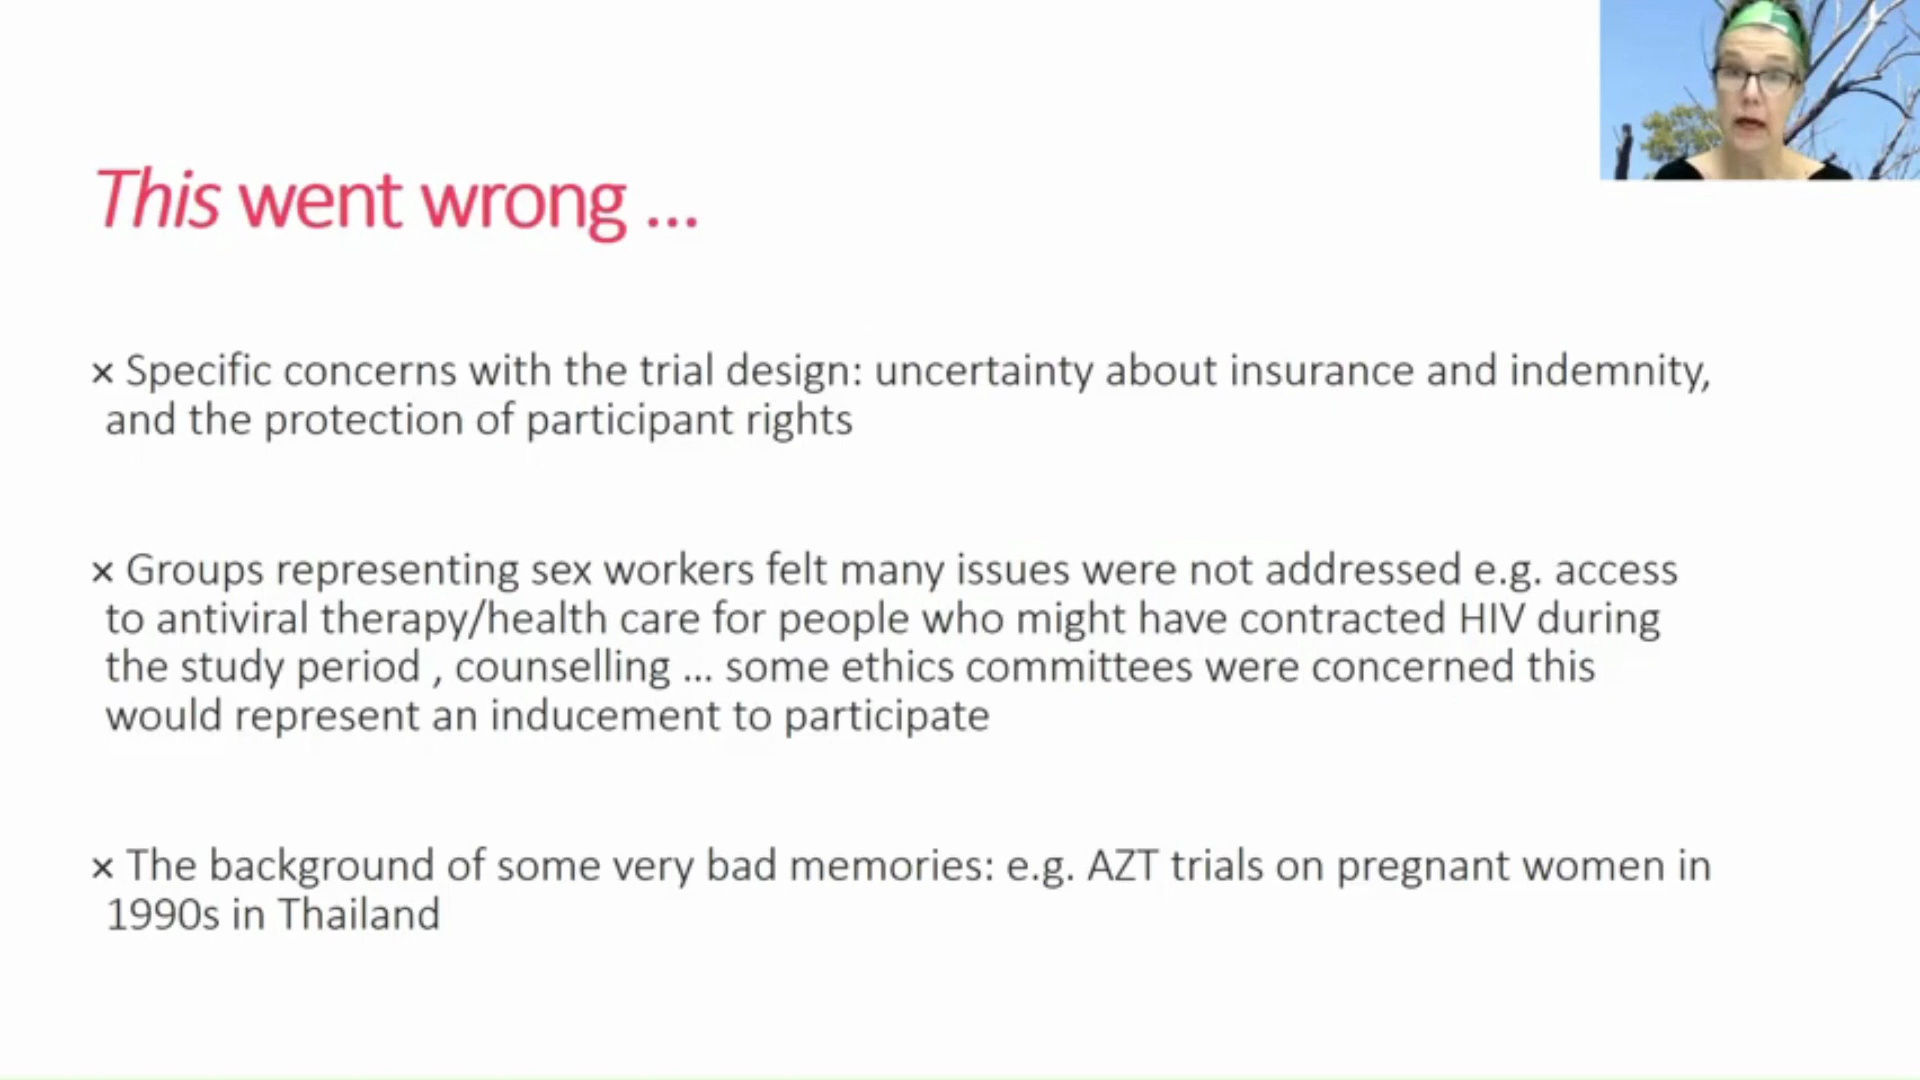 This went wrong ...
× Specific concerns with the trial design: uncertainty about insurance and indemnity,
and the protection of participant rights
× Groups representing sex workers felt many issues were not addressed e.g. access
to antiviral therapy/health care for people who might have contracted HIV during
the study period , counselling ... some ethics committees were concerned this
would represent an inducement to participate
× The background of some very bad memories: e.g. AZT trials on pregnant women in
1990s in Thailand